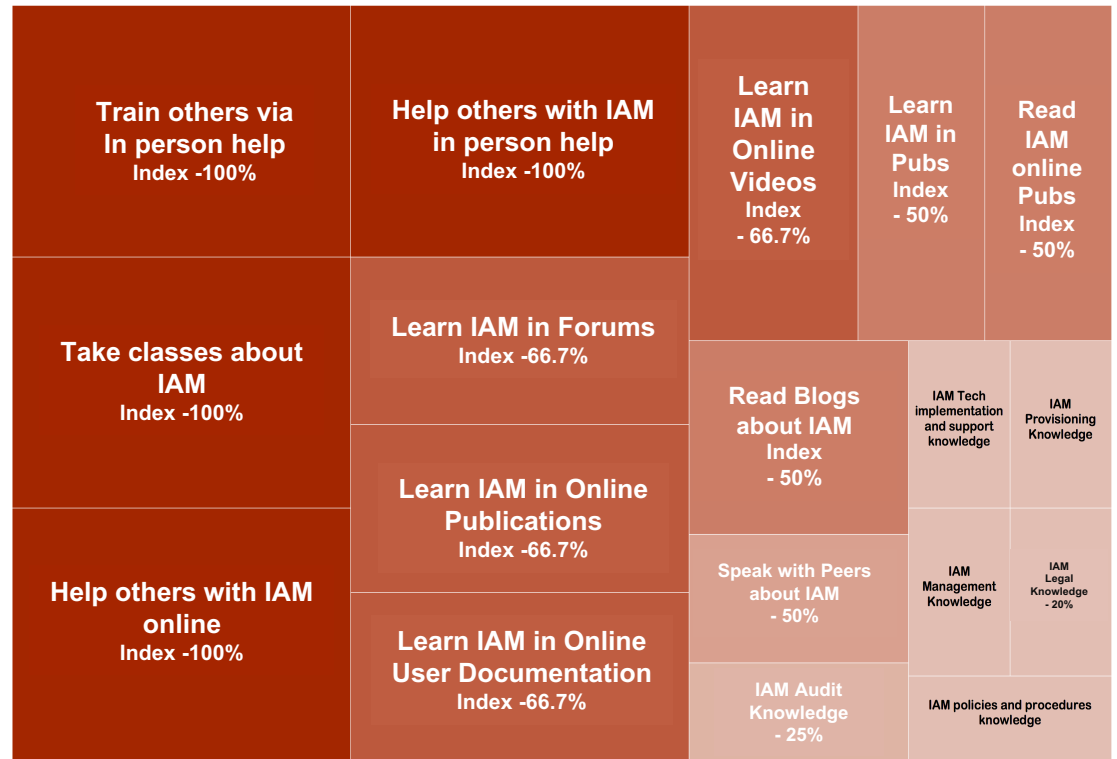 Train others via
In person help
Index -100%
Help others with IAM
in person help
Index -100%
Learn
IAM in
Online
Videos
Index
- 66.7%
Learn
IAM in
Pubs
Index
- 50%
Read
IAM
online
Pubs
Index
- 50%
Take classes about
IAM
Index -100%
Learn IAM in Forums
Index -66.7%
Read Blogs
about IAM
Index
- 50%
IAM Tech
implementation
and support
knowledge
IAM
Provisioning
Knowledge
Learn IAM in Online
Publications
Index -66.7%
Help others with IAM
online
Index -100%
Speak with Peers
about IAM
- 50%
IAM
Management
Knowledge
IAM
Legal
Knowledge
- 20%
Learn IAM in Online
User Documentation
Index -66.7%
IAM Audit
Knowledge
- 25%
IAM policies and procedures
knowledge